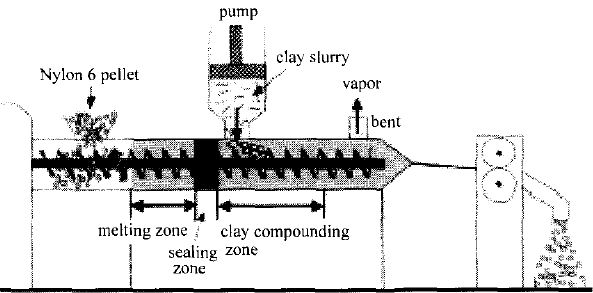 pump
clay slurry
Nylon 6 pellet
vapor
bent
melting zone
sealing
zone
clay compounding
zone